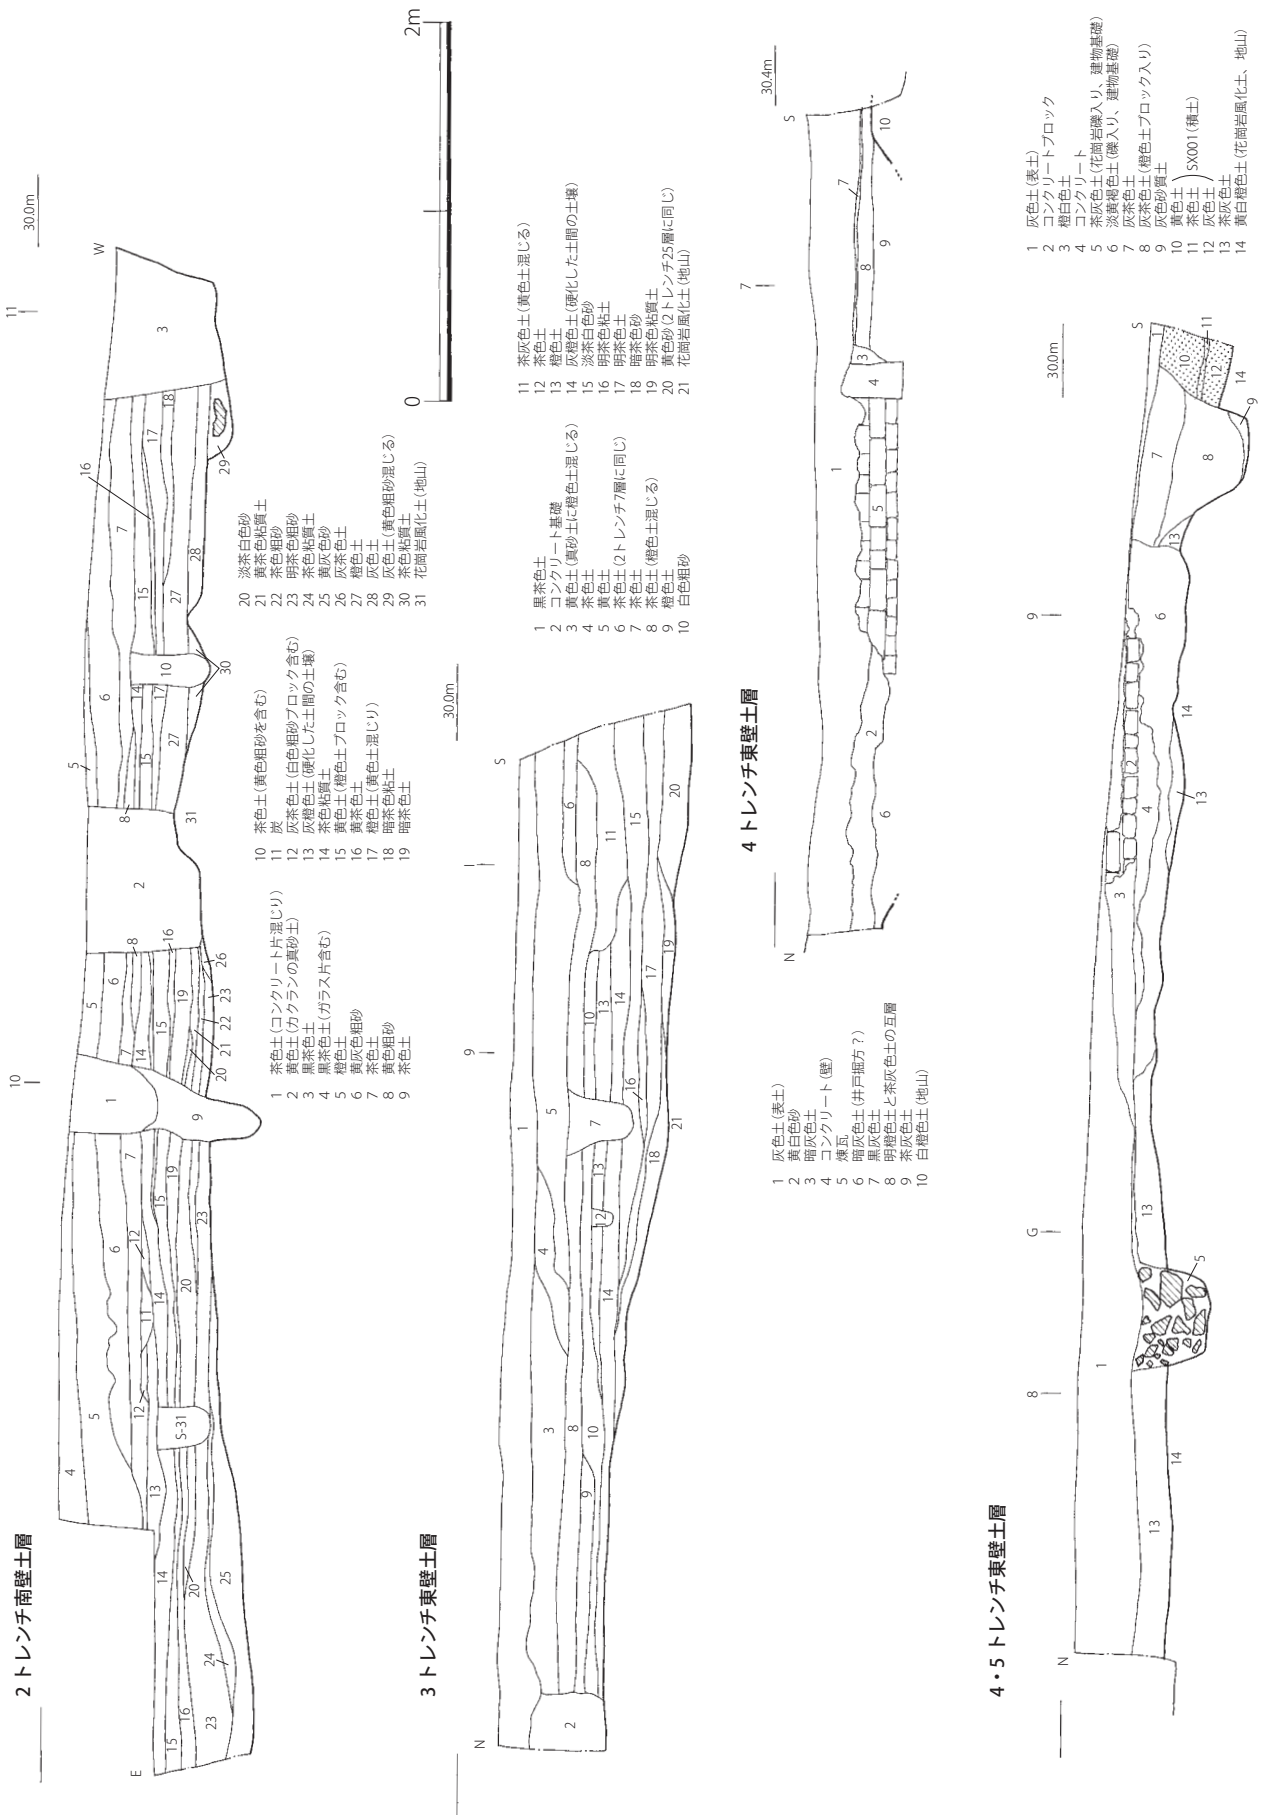 2トレンチ南壁土層
30.0m
E
W
10
11
1 茶色土(コンクリート片混じり)
2 黄色土(カクランの真砂土)
3 黒茶色土
4 黒茶色土(ガラス片含む)
5 橙色土
6 黄灰色粗砂
7 茶色土
8 黄色粗砂
9 茶色土
10 茶色土(黄色粗砂を含む)
11 炭
12 灰茶色土(白色粗砂ブロック含む)
13 灰橙色土(硬化した土間の土壌)
14 茶色粘質土
15 黄色土(橙色土ブロック含む)
16 黄茶色土
17 橙色土(黄色土混じり)
18 暗茶色粘土
19 暗茶色土
20 淡茶白色砂
21 黄茶色粘質土
22 茶色粗砂
23 明茶色粗砂
24 茶色粘質土
25 黄灰色砂
26 灰茶色土
27 橙色土
28 灰色土
29 灰色土(黄色粗砂混じる)
30 茶色粘質土
31 花崗岩風化土(地山)
S-31
0
2m
3トレンチ東壁土層
30.0m
N
S
9
I
1 黒茶色土
2 コンクリート基礎
3 黄色土(真砂土に橙色土混じる)
4 茶色土
5 黄色土
6 茶色土(2トレンチ7層に同じ)
7 茶色土
8 茶色土(橙色土混じる)
9 橙色土
10 白色粗砂
11 茶灰色土(黄色土混じる)
12 茶色土
13 橙色土
14 灰橙色土(硬化した土間の土壌)
15 淡茶白色砂
16 明茶色粘土
17 明茶色土
18 暗茶色砂
19 明茶色粘質土
20 黄色砂(2トレンチ25層に同じ)
21 花崗岩風化土(地山)
4トレンチ東壁土層
30.4m
N
S
7
1 灰色土(表土)
2 黄白色砂
3 暗灰色土
4 コンクリート(壁)
5 煉瓦
6 暗灰色土(井戸掘方?)
7 黒灰色土
8 明橙色土と茶灰色土の互層
9 茶灰色土
10 白橙色土(地山)
4・5トレンチ東壁土層
30.0m
N
S
8
G
9
1 灰色土(表土)
2 コンクリートブロック
3 橙白色土
4 コンクリート
5 茶灰色土(花崗岩礫入り、建物基礎)
6 淡黄褐色土(礫入り、建物基礎)
7 灰茶色土
8 灰茶色土(橙色土ブロック入り)
9 灰色砂質土
10 黄色土
11 茶色土 ) SX001(積土)
12 灰色土
13 茶灰色土
14 黄白橙色土(花崗岩風化土、地山)